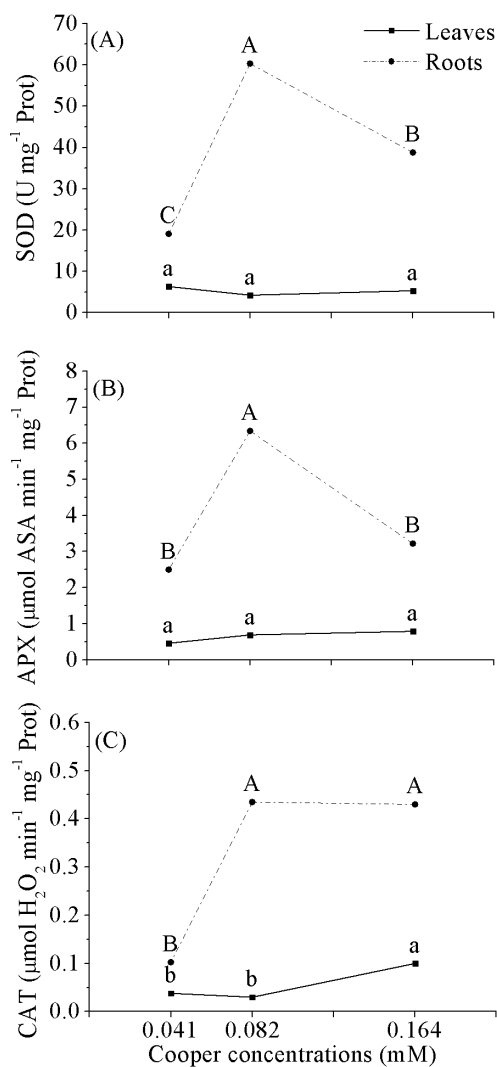 (A)
Leaves
Roots
SOD (U mg⁻¹ Prot)
70
60
50
40
30
20
10
0
A
B
C
a
a
a
(B)
APX (μmol ASA min⁻¹ mg⁻¹ Prot)
8
7
6
5
4
3
2
1
0
A
B
B
a
a
a
(C)
CAT (μmol H₂O₂ min⁻¹ mg⁻¹ Prot)
0.6
0.5
0.4
0.3
0.2
0.1
0.0
A
A
B
b
b
a
0.041 0.082 0.164
Cooper concentrations (mM)